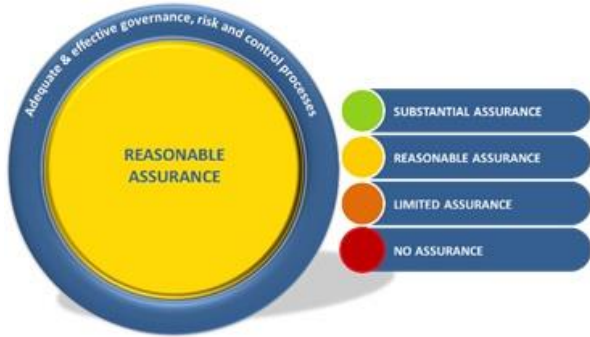 Adequate & effective governance, risk and control processes
REASONABLE
ASSURANCE
SUBSTANTIAL ASSURANCE
REASONABLE ASSURANCE
LIMITED ASSURANCE
NO ASSURANCE